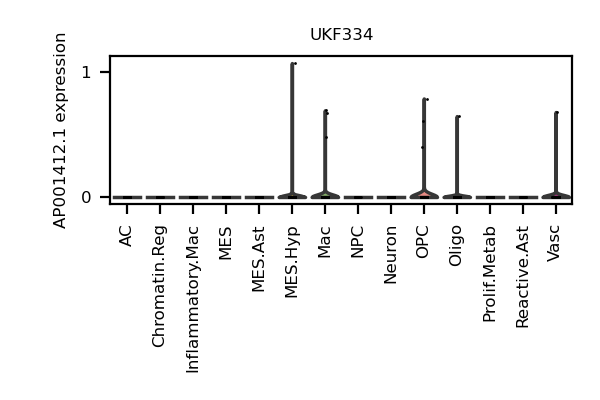 UKF334
AP001412.1 expression
1
0
AC
Chromatin.Reg
Inflammatory.Mac
MES
MES.Ast
MES.Hyp
Mac
NPC
Neuron
OPC
Oligo
Prolif.Metab
Reactive.Ast
Vasc